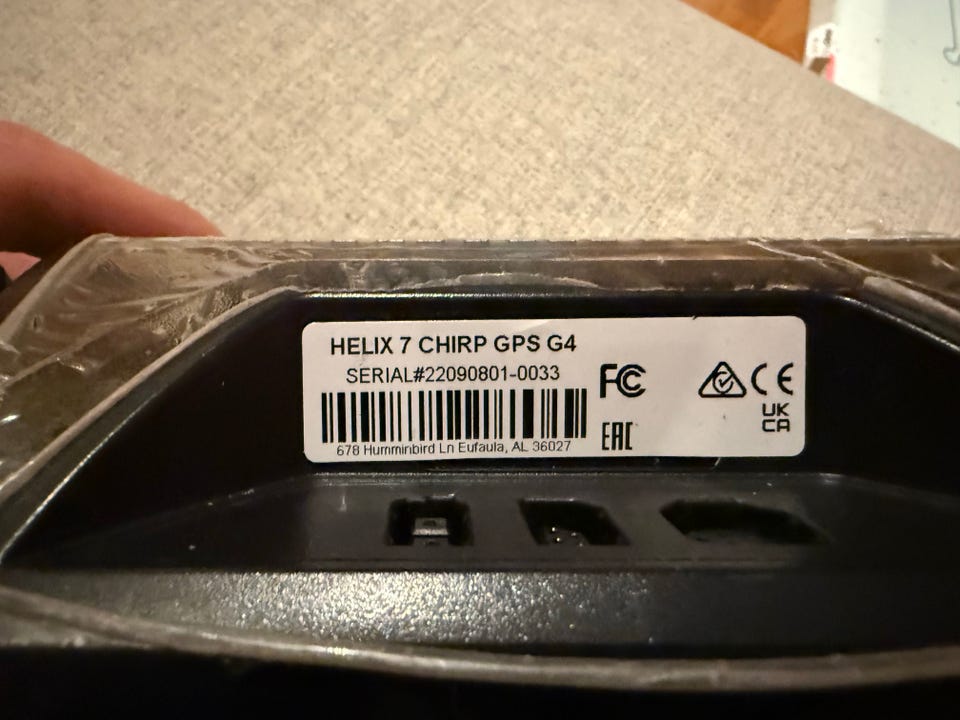 HELIX 7 CHIRP GPS G4
SERIAL#22090801-0033
FC
CE
UK
CA
EAC
678 Humminbird Ln Eufaula, AL 36027